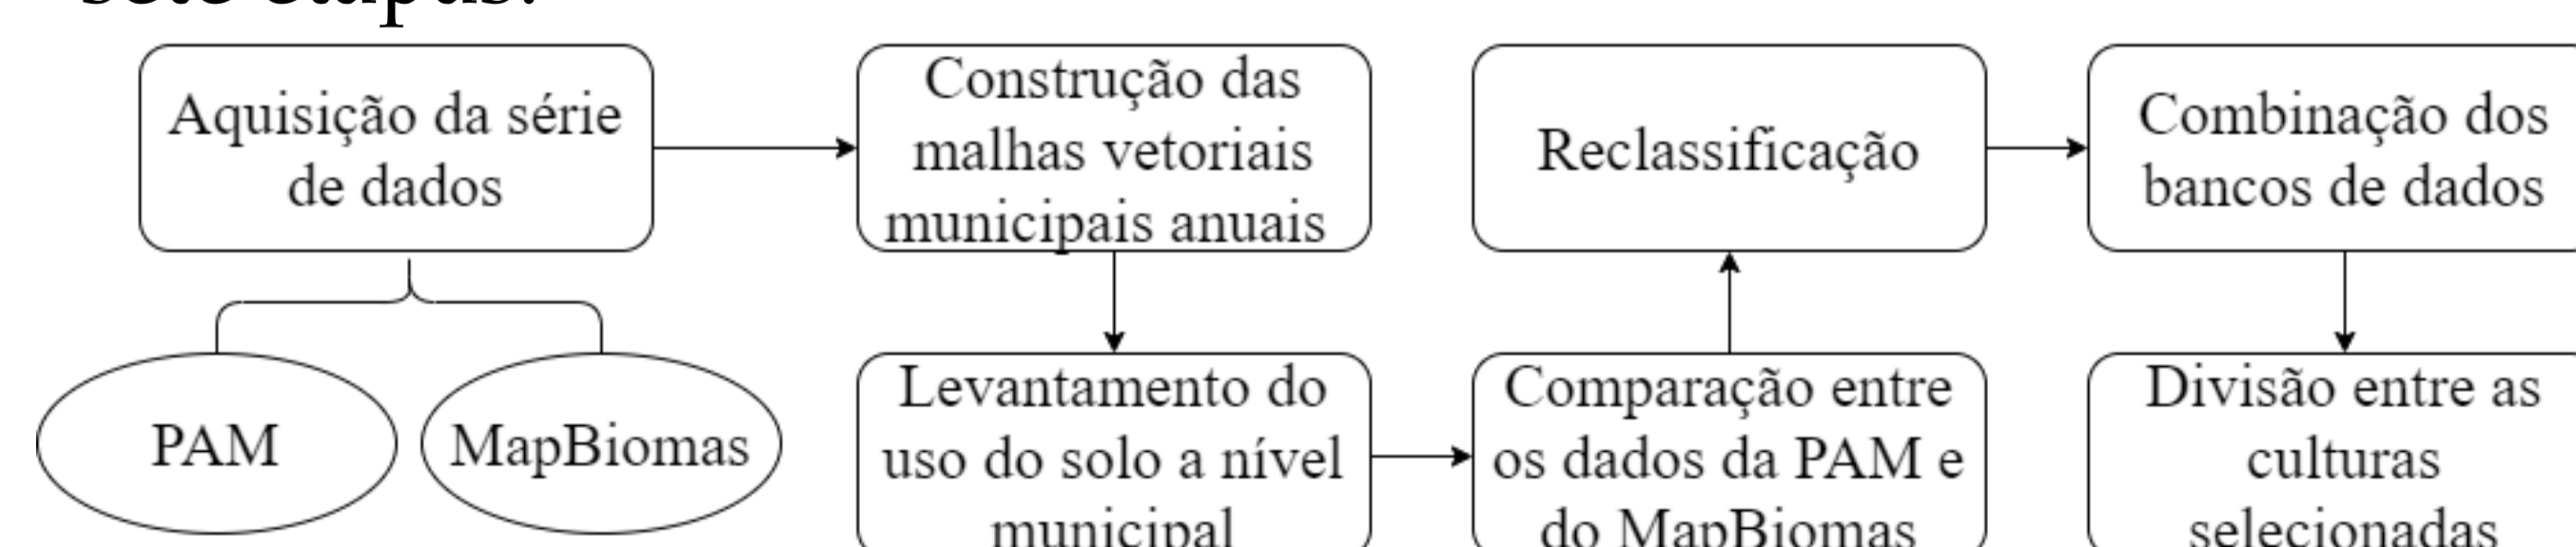 sete etapas:
Aquisição da série
de dados
PAM
MapBiomas
Construção das
malhas vetoriais
municipais anuais
Levantamento do
uso do solo a nível
municipal
Comparação entre
os dados da PAM e
do MapBiomas
Reclassificação
Combinação dos
bancos de dados
Divisão entre as
culturas
selecionadas